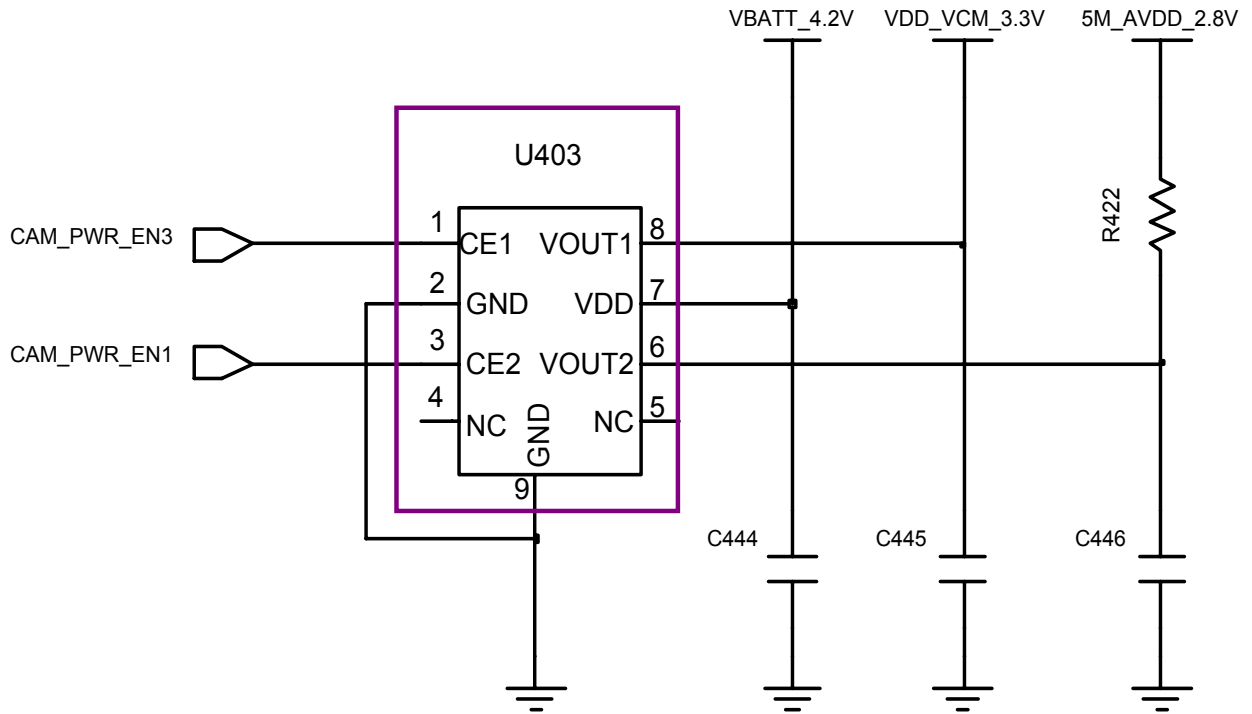 VBATT_4.2V
VDD_VCM_3.3V
5M_AVDD_2.8V
U403
R422
CAM_PWR_EN3
1
CE1
VOUT1
8
2
GND
VDD
7
CAM_PWR_EN1
3
CE2
VOUT2
6
4
NC
GND
NC
5
9
C444
C445
C446